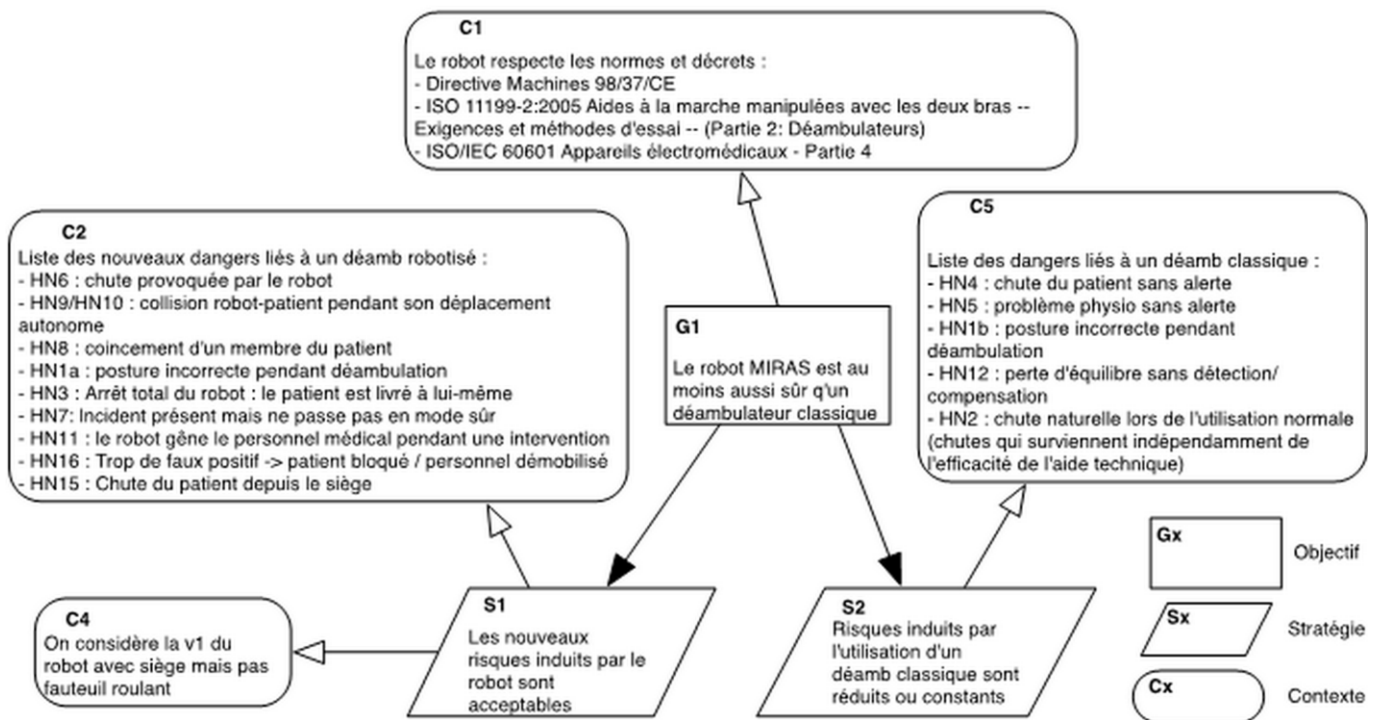 C1
Le robot respecte les normes et décrets :
- Directive Machines 98/37/CE
- ISO 11199-2:2005 Aides à la marche manipulées avec les deux bras --
Exigences et méthodes d'essai -- (Partie 2: Déambulateurs)
- ISO/IEC 60601 Appareils électromédicaux - Partie 4
C2
Liste des nouveaux dangers liés à un déamb robotisé :
- HN6 : chute provoquée par le robot
- HN9/HN10 : collision robot-patient pendant son déplacement
autonome
- HN8 : coincement d'un membre du patient
- HN1a : posture incorrecte pendant déambulation
- HN3 : Arrêt total du robot : le patient est livré à lui-même
- HN7: Incident présent mais ne passe pas en mode sûr
- HN11 : le robot gêne le personnel médical pendant une intervention
- HN16 : Trop de faux positif -> patient bloqué / personnel démobilisé
- HN15 : Chute du patient depuis le siège
G1
Le robot MIRAS est au
moins aussi sûr q'un
déambulateur classique
C5
Liste des dangers liés à un déamb classique :
- HN4 : chute du patient sans alerte
- HN5 : problème physio sans alerte
- HN1b : posture incorrecte pendant
déambulation
- HN12 : perte d'équilibre sans détection/
compensation
- HN2 : chute naturelle lors de l'utilisation normale
(chutes qui surviennent indépendamment de
l'efficacité de l'aide technique)
C4
On considère la v1 du
robot avec siège mais pas
fauteuil roulant
S1
Les nouveaux
risques induits par le
robot sont
acceptables
S2
Risques induits par
l'utilisation d'un
déamb classique sont
réduits ou constants
Gx
Objectif
Sx
Stratégie
Cx
Contexte